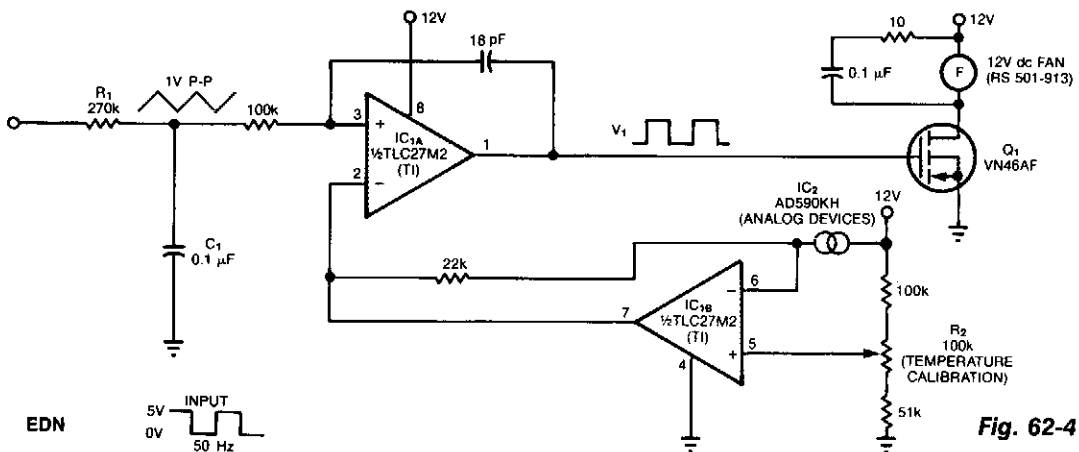 12V
18 pF
10
12V
0.1 µF
F
12V dc FAN
(RS 501-913)
R1
270k
1V P-P
100k
3
+
8
IC1A
½TLC27M2
(TI)
1
2
−
V1
Q1
VN46AF
C1
0.1 µF
IC2
AD590KH
(ANALOG DEVICES)
12V
22k
6
−
100k
7
IC1B
½TLC27M2
(TI)
5
+
4
R2
100k
(TEMPERATURE
CALIBRATION)
51k
EDN
INPUT
5V
0V
50 Hz
Fig. 62-4